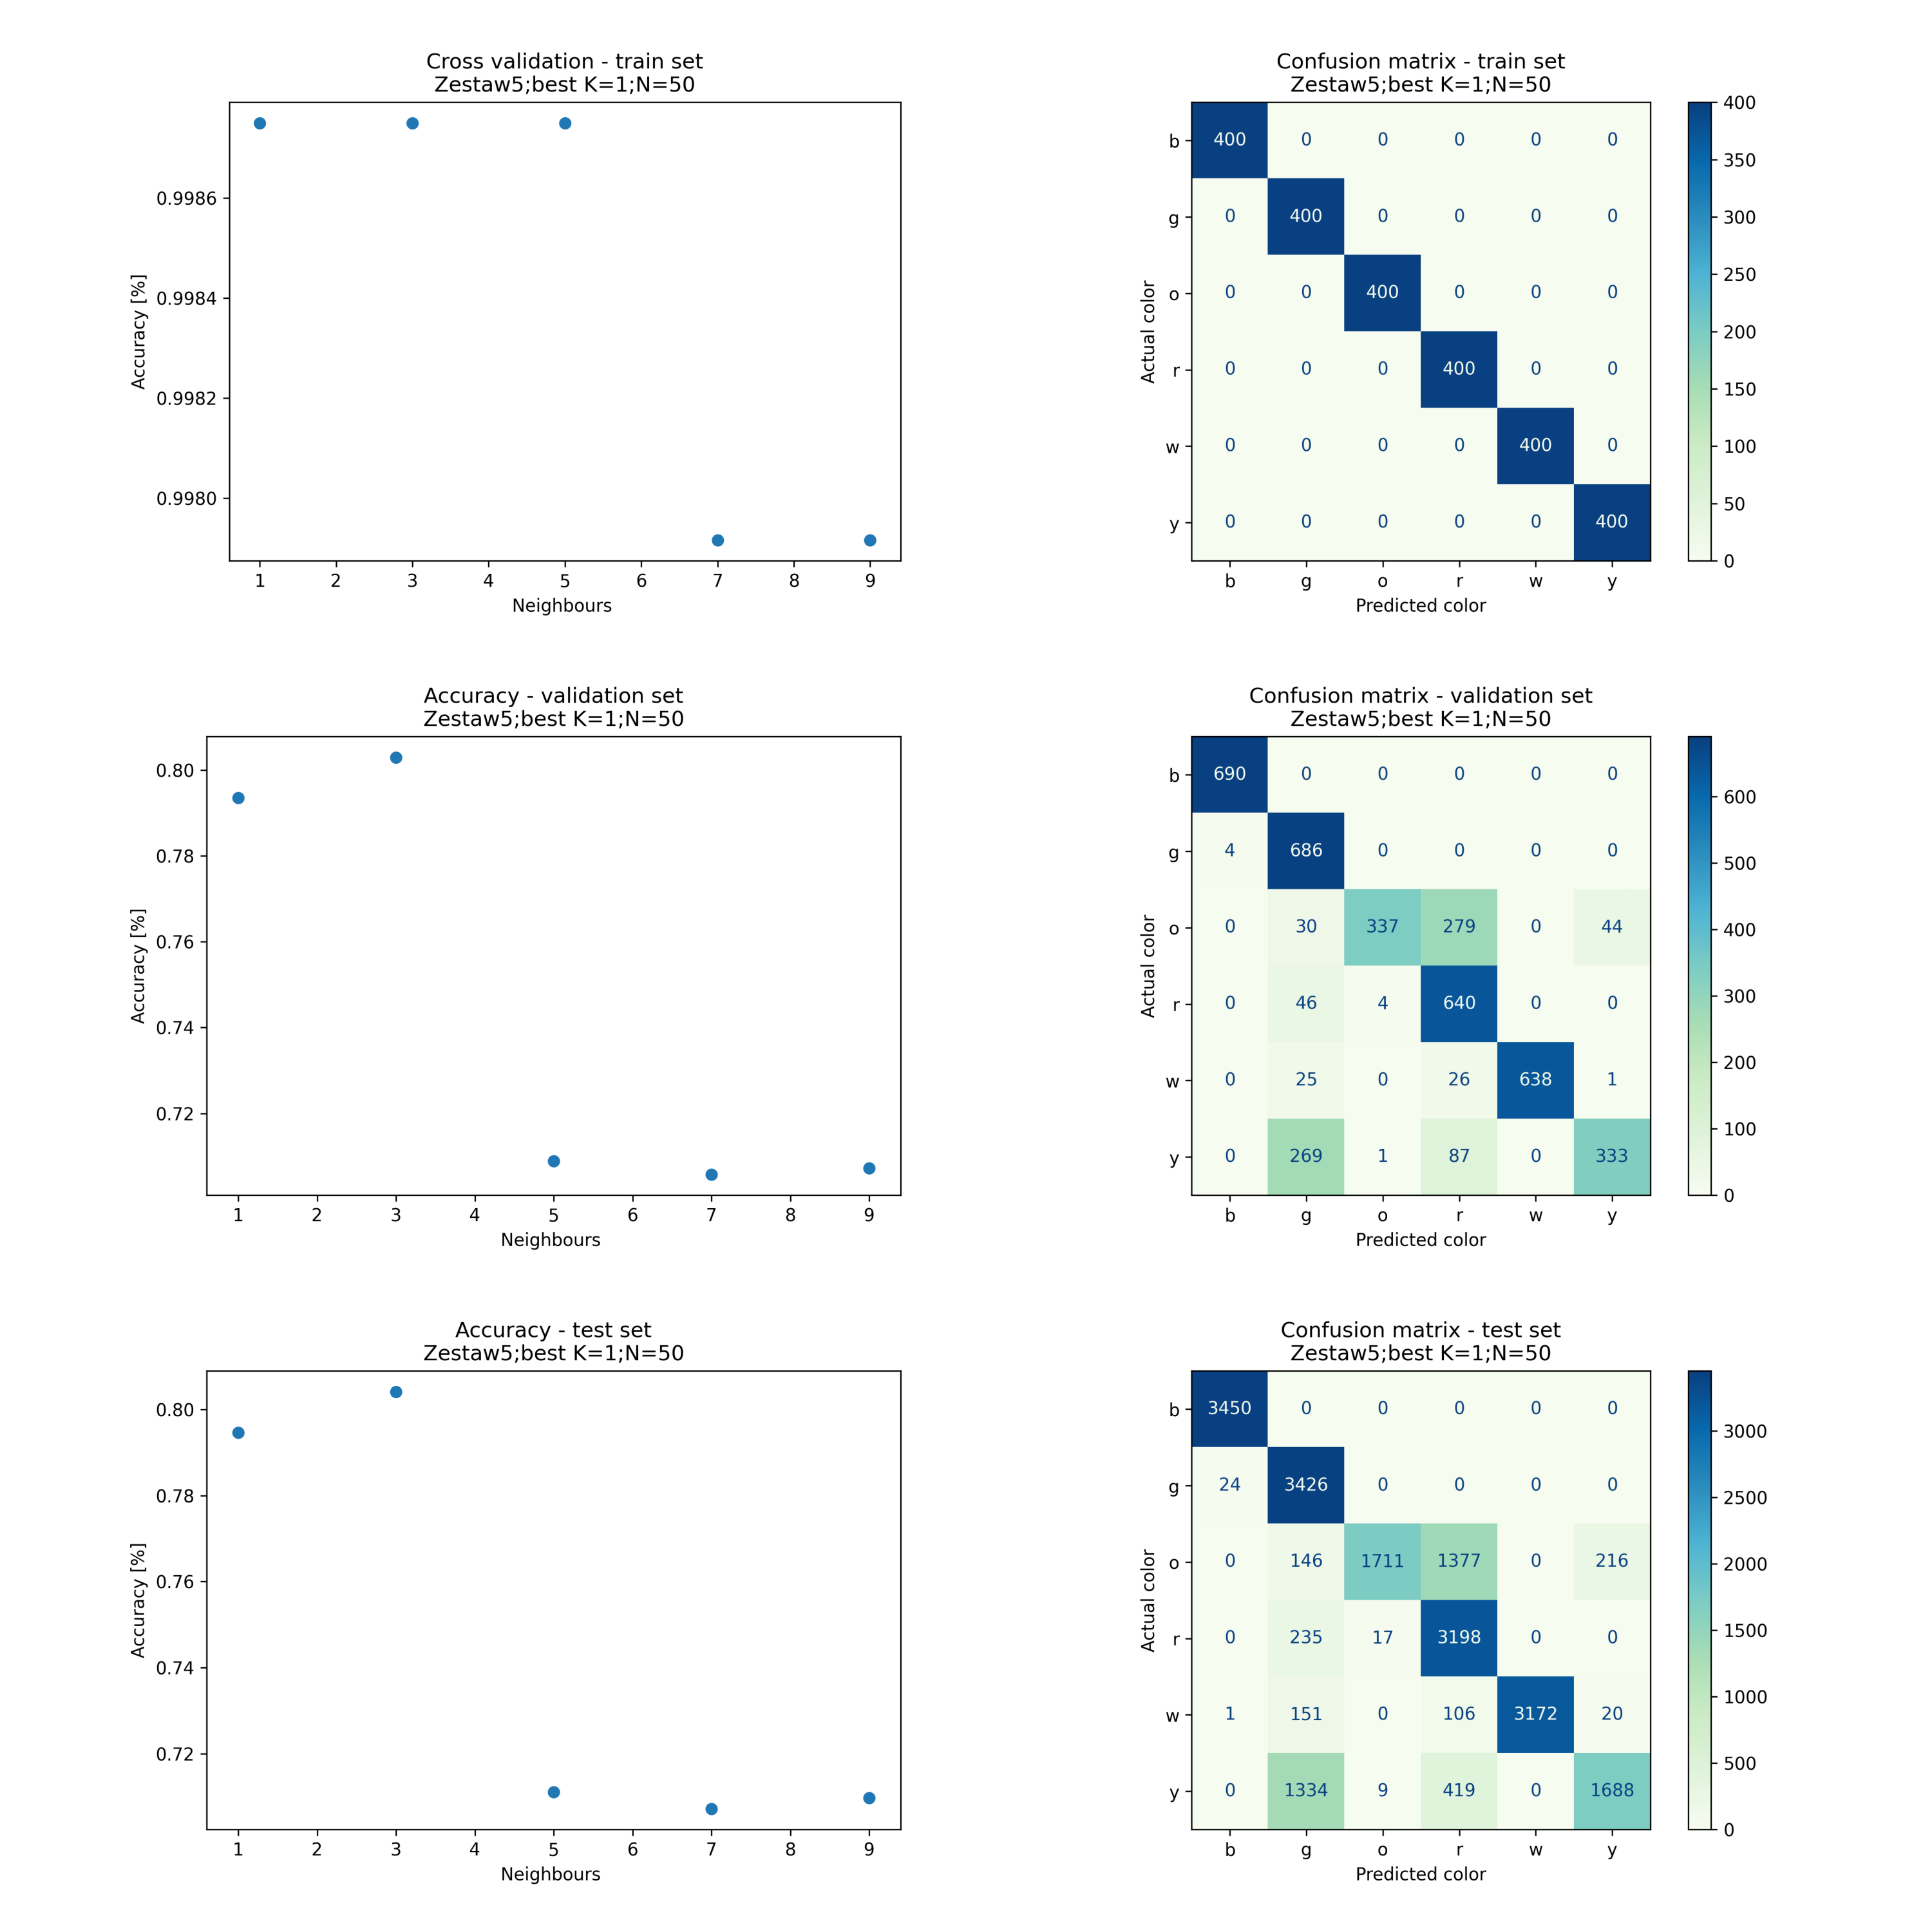 Cross validation - train set
Zestaw5;best K=1;N=50
Accuracy [%]
0.9986
0.9984
0.9982
0.9980
1 2 3 4 5 6 7 8 9
Neighbours
Confusion matrix - train set
Zestaw5;best K=1;N=50
Actual color
b 400 0 0 0 0 0
g 0 400 0 0 0 0
o 0 0 400 0 0 0
r 0 0 0 400 0 0
w 0 0 0 0 400 0
y 0 0 0 0 0 400
b g o r w y
Predicted color
400
350
300
250
200
150
100
50
0
Accuracy - validation set
Zestaw5;best K=1;N=50
Accuracy [%]
0.80
0.78
0.76
0.74
0.72
1 2 3 4 5 6 7 8 9
Neighbours
Confusion matrix - validation set
Zestaw5;best K=1;N=50
Actual color
b 690 0 0 0 0 0
g 4 686 0 0 0 0
o 0 30 337 279 0 44
r 0 46 4 640 0 0
w 0 25 0 26 638 1
y 0 269 1 87 0 333
b g o r w y
Predicted color
600
500
400
300
200
100
0
Accuracy - test set
Zestaw5;best K=1;N=50
Accuracy [%]
0.80
0.78
0.76
0.74
0.72
1 2 3 4 5 6 7 8 9
Neighbours
Confusion matrix - test set
Zestaw5;best K=1;N=50
Actual color
b 3450 0 0 0 0 0
g 24 3426 0 0 0 0
o 0 146 1711 1377 0 216
r 0 235 17 3198 0 0
w 1 151 0 106 3172 20
y 0 1334 9 419 0 1688
b g o r w y
Predicted color
3000
2500
2000
1500
1000
500
0